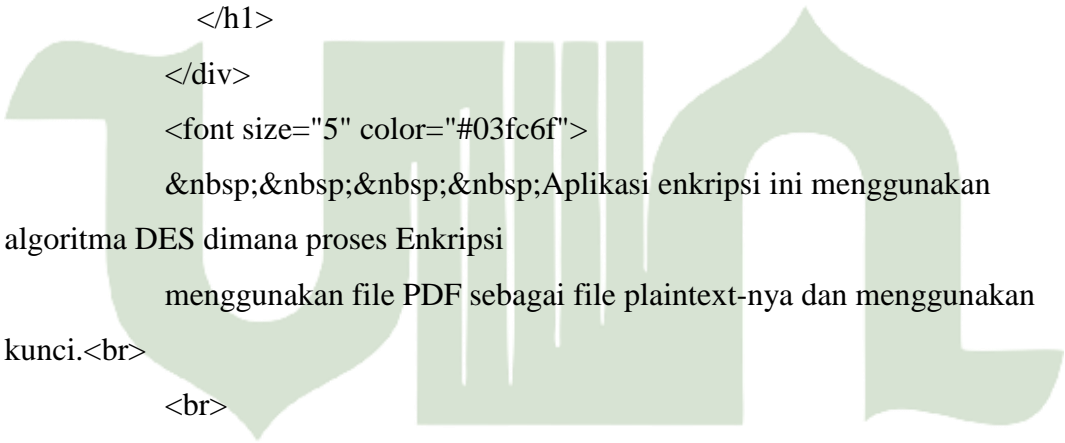 </h1>
</div>
<font size="5" color="#03fc6f">
&nbsp;&nbsp;&nbsp;&nbsp;Aplikasi enkripsi ini menggunakan
algoritma DES dimana proses Enkripsi
menggunakan file PDF sebagai file plaintext-nya dan menggunakan
kunci.<br>
<br>